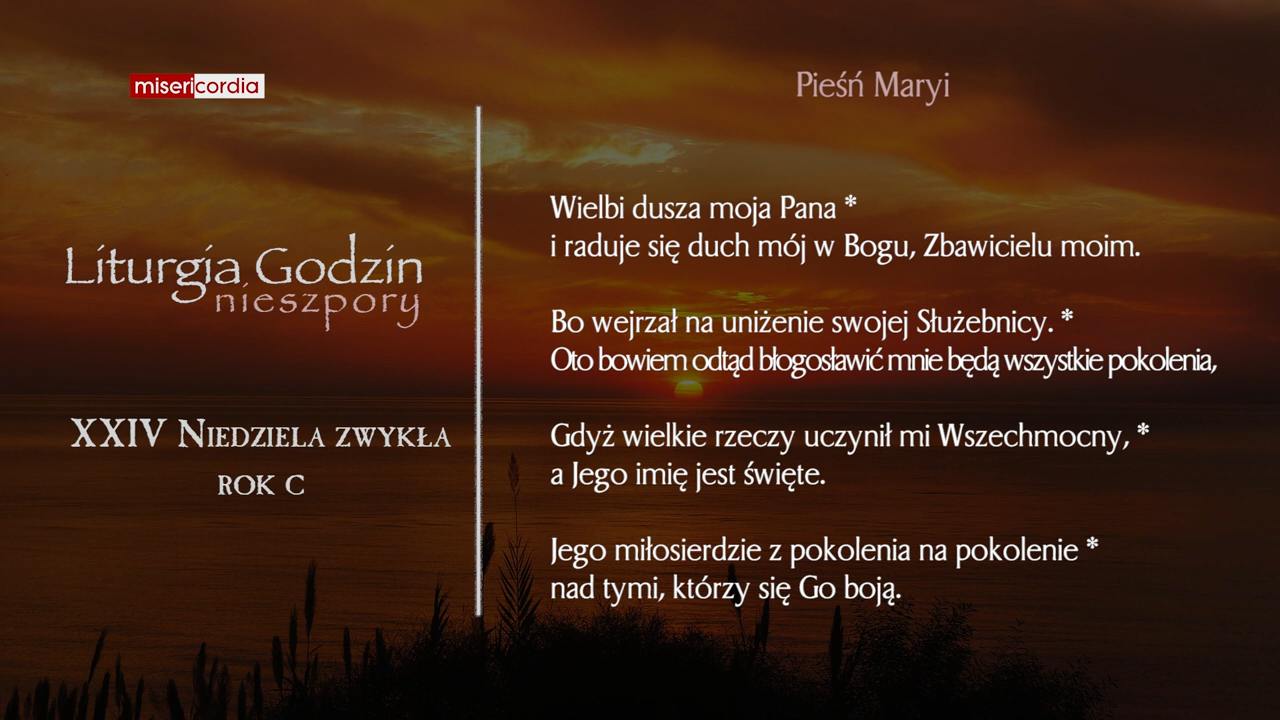 misericordia
Liturgia Godzin
nieszpory
XXIV Niedziela zwykła
rok C
Pieśń Maryi
Wielbi dusza moja Pana *
i raduje się duch mój w Bogu, Zbawicielu moim.
Bo wejrzał na uniżenie swojej Służebnicy. *
Oto bowiem odtąd błogosławić mnie będą wszystkie pokolenia,
Gdyż wielkie rzeczy uczynił mi Wszechmocny, *
a Jego imię jest święte.
Jego miłosierdzie z pokolenia na pokolenie *
nad tymi, którzy się Go boją.